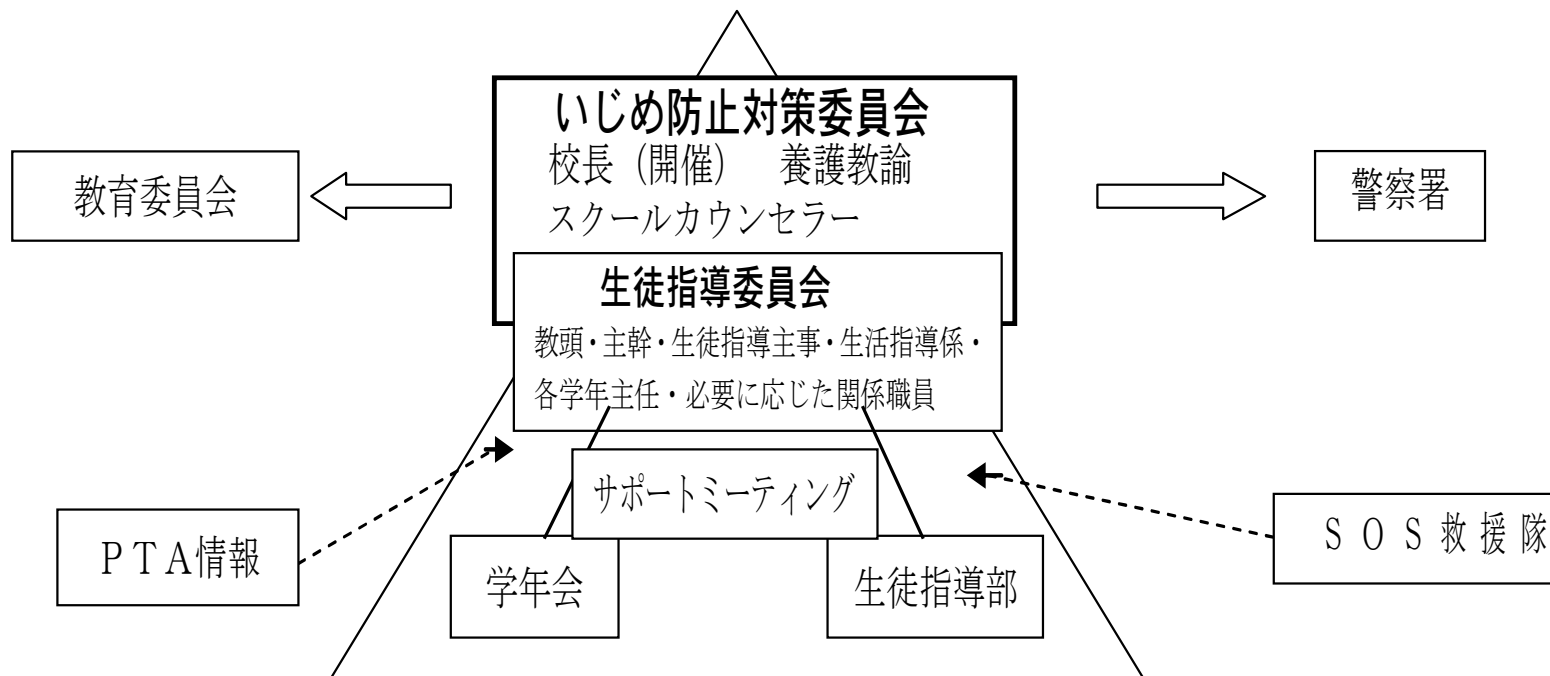 いじめ防止対策委員会
校長（開催）　養護教諭
スクールカウンセラー
教育委員会
警察署
生徒指導委員会
教頭・主幹・生徒指導主事・生活指導係・
各学年主任・必要に応じた関係職員
サポートミーティング
ＰＴＡ情報
ＳＯＳ救援隊
学年会
生徒指導部